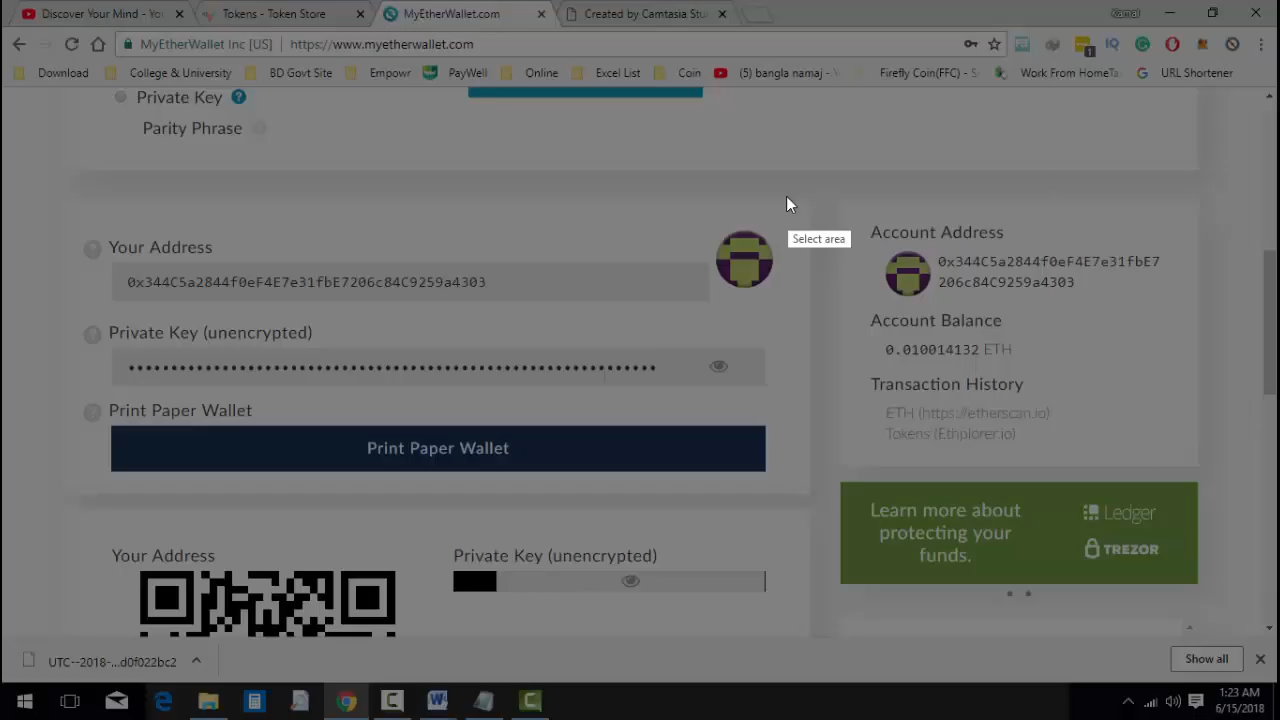 Discover Your Mind - You
Tokens - Token Store
MyEtherWallet.com
Created by Camtasia Stu
Kamal
MyEtherWallet Inc [US]
https://www.myetherwallet.com
1
Download
College & University
BD Govt Site
Empowr
PayWell
Online
Excel List
Coin
(5) bangla namaj -
Firefly Coin(FFC) - S
Work From HomeTa
URL Shortener
Private Key
Parity Phrase
Select area
Your Address
0x344C5a2844f0eF4E7e31fbE7206c84C9259a4303
Private Key (unencrypted)
Print Paper Wallet
Print Paper Wallet
Account Address
0x344C5a2844f0eF4E7e31fbE7
206c84C9259a4303
Account Balance
0.010014132 ETH
Transaction History
ETH (https://etherscan.io)
Tokens (Ethplorer.io)
Learn more about
protecting your
funds.
Ledger
TREZOR
Your Address
Private Key (unencrypted)
UTC--2018-...d0f022bc2
Show all
1:23 AM
6/15/2018